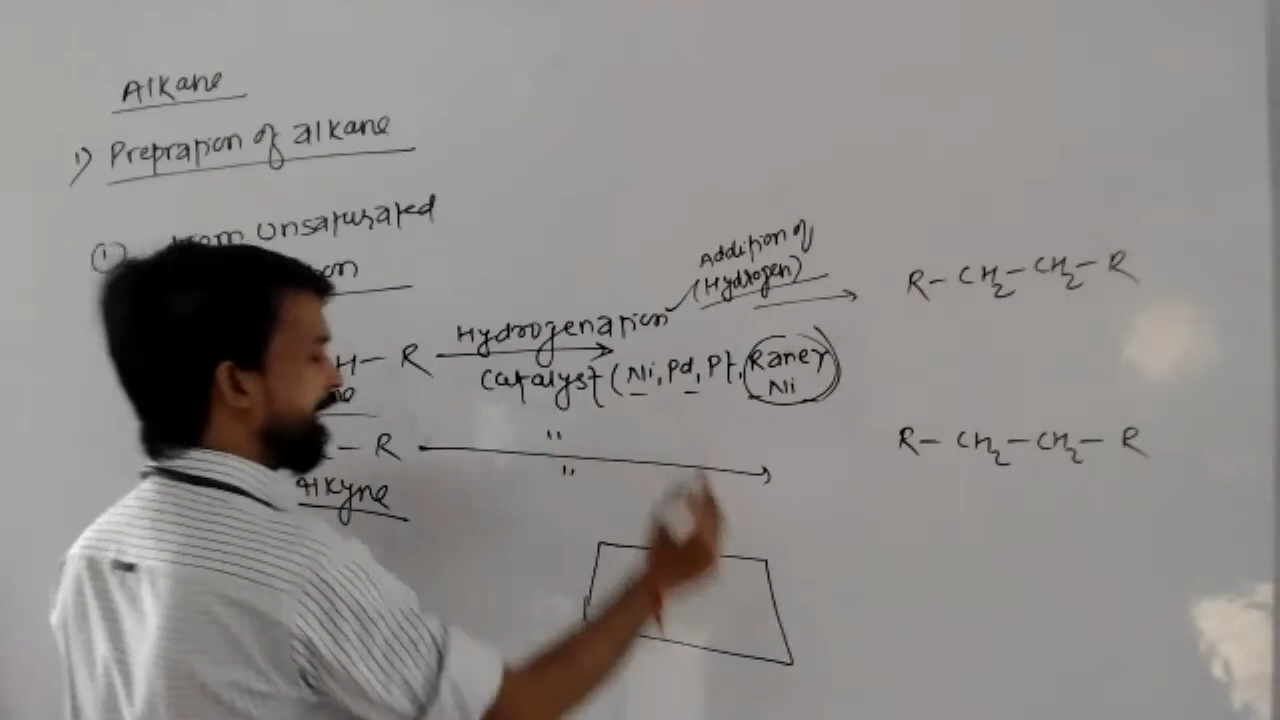 Alkane
1) Prepration of alkane
① from Unsaturated
Addition of
(Hydrogen)
R-CH2-CH2-R
Hydrogenation
H-R
Catalyst (Ni, Pd, Pt, Raney
Ni
"
-R
R-CH2-CH2-R
"
Alkyne